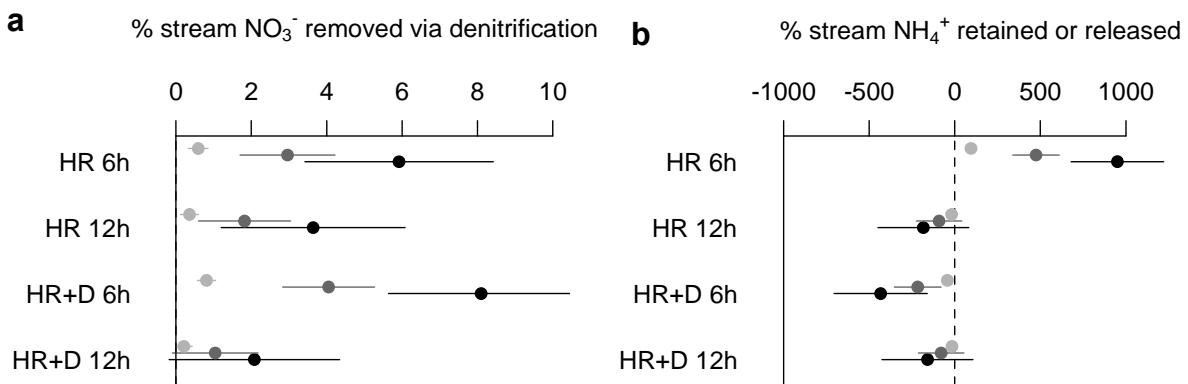 a
% stream NO₃⁻ removed via denitrification
0 2 4 6 8 10
HR 6h
HR 12h
HR+D 6h
HR+D 12h
b
% stream NH₄⁺ retained or released
-1000 -500 0 500 1000
HR 6h
HR 12h
HR+D 6h
HR+D 12h